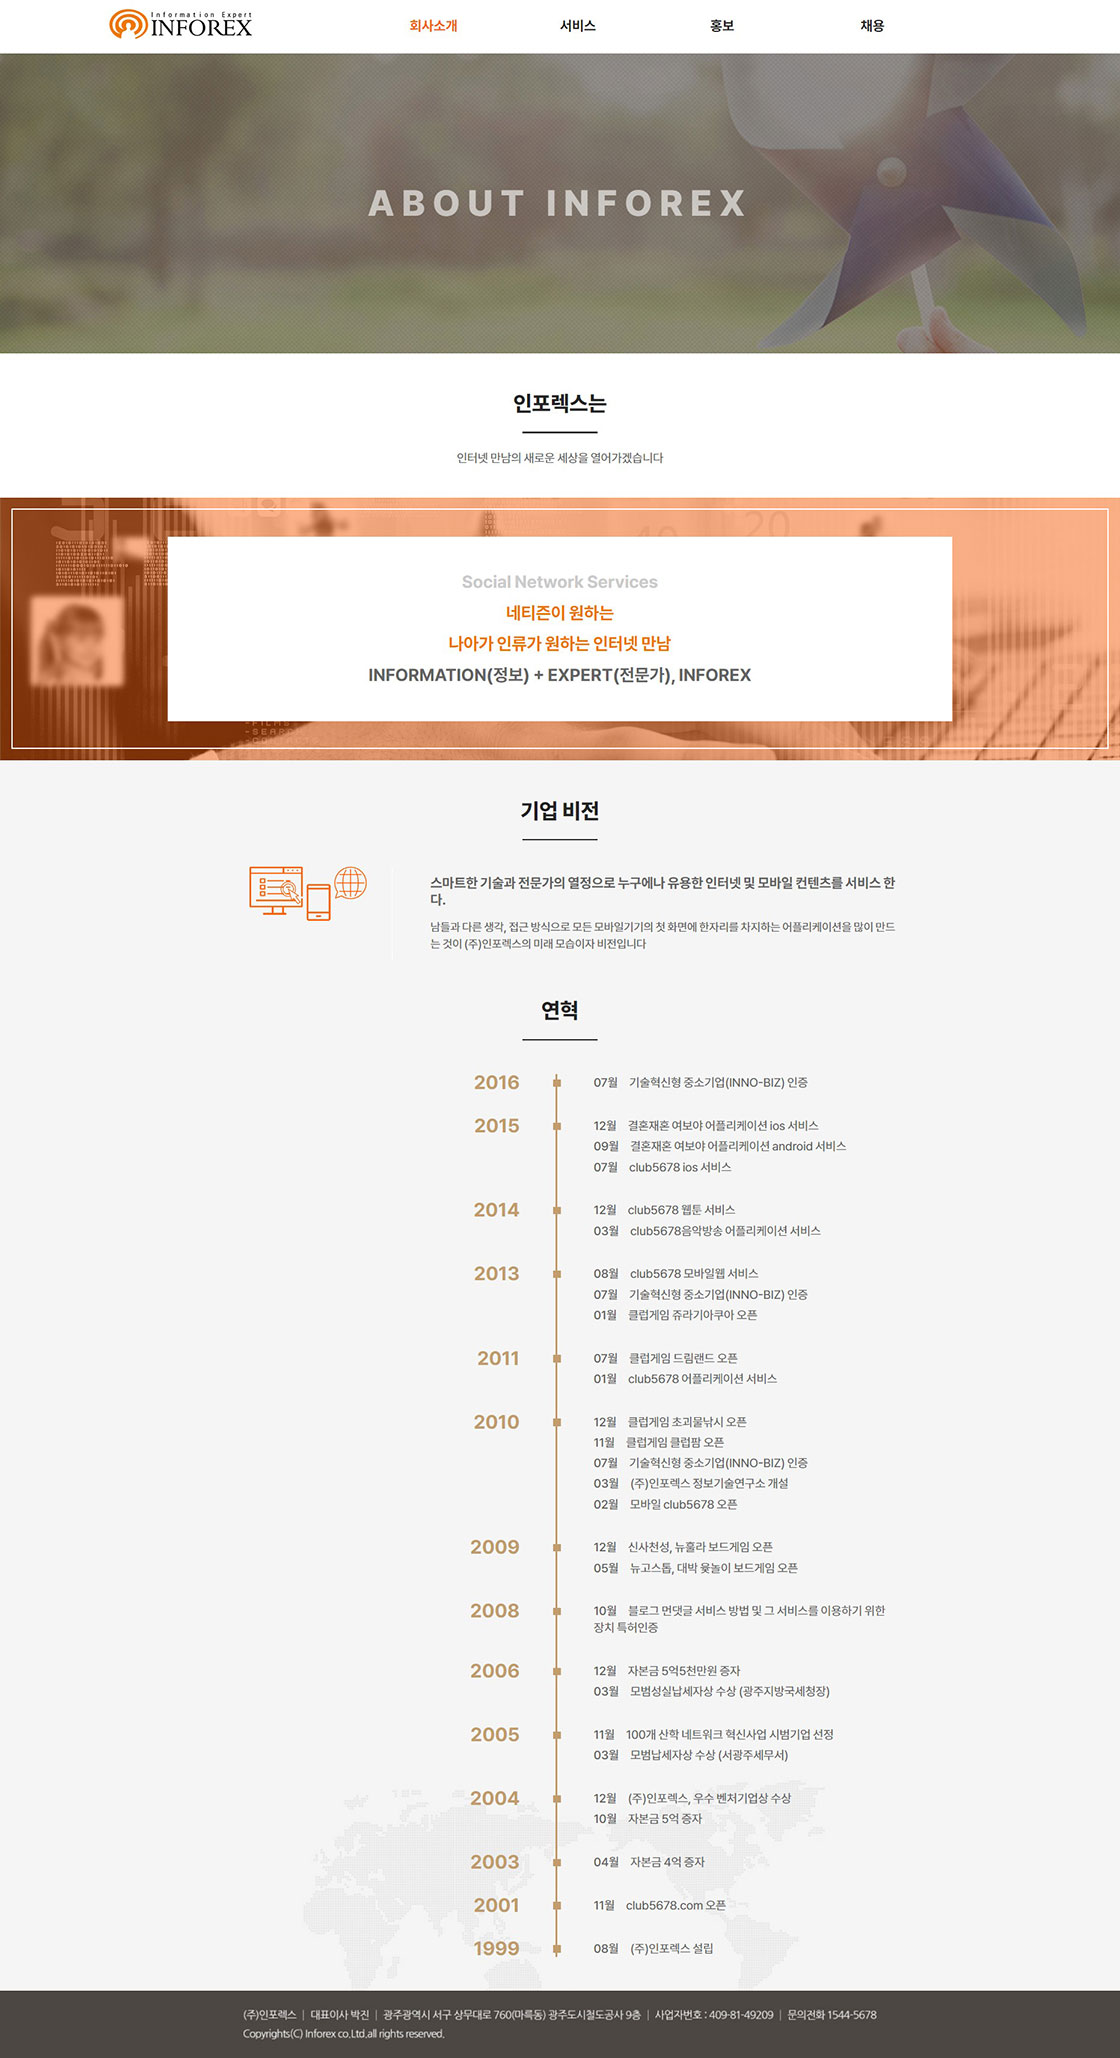 Information Expert
INFOREX
회사소개 서비스 홍보 채용
ABOUT INFOREX
인포렉스는
인터넷 만남의 새로운 세상을 열어가겠습니다
Social Network Services
네티즌이 원하는
나아가 인류가 원하는 인터넷 만남
INFORMATION(정보) + EXPERT(전문가), INFOREX
기업 비전
스마트한 기술과 전문가의 열정으로 누구에나 유용한 인터넷 및 모바일 컨텐츠를 서비스 한
다.
남들과 다른 생각, 접근 방식으로 모든 모바일기기의 첫 화면에 한자리를 차지하는 어플리케이션을 많이 만드
는 것이 (주)인포렉스의 미래 모습이자 비전입니다
연혁
2016 07월 기술혁신형 중소기업(INNO-BIZ) 인증
2015 12월 결혼재혼 여보야 어플리케이션 ios 서비스
09월 결혼재혼 여보야 어플리케이션 android 서비스
07월 club5678 ios 서비스
2014 12월 club5678 웹툰 서비스
03월 club5678음악방송 어플리케이션 서비스
2013 08월 club5678 모바일웹 서비스
07월 기술혁신형 중소기업(INNO-BIZ) 인증
01월 클럽게임 쥬라기아쿠아 오픈
2011 07월 클럽게임 드림랜드 오픈
01월 club5678 어플리케이션 서비스
2010 12월 클럽게임 초괴물낚시 오픈
11월 클럽게임 클럽팜 오픈
07월 기술혁신형 중소기업(INNO-BIZ) 인증
03월 (주)인포렉스 정보기술연구소 개설
02월 모바일 club5678 오픈
2009 12월 신사천성, 뉴훌라 보드게임 오픈
05월 뉴고스톱, 대박 윷놀이 보드게임 오픈
2008 10월 블로그 먼댓글 서비스 방법 및 그 서비스를 이용하기 위한
장치 특허인증
2006 12월 자본금 5억5천만원 증자
03월 모범성실납세자상 수상 (광주지방국세청장)
2005 11월 100개 산학 네트워크 혁신사업 시범기업 선정
03월 모범납세자상 수상 (서광주세무서)
2004 12월 (주)인포렉스, 우수 벤처기업상 수상
10월 자본금 5억 증자
2003 04월 자본금 4억 증자
2001 11월 club5678.com 오픈
1999 08월 (주)인포렉스 설립
(주)인포렉스 | 대표이사 박진 | 광주광역시 서구 상무대로 760(마륵동) 광주도시철도공사 9층 | 사업자번호 : 409-81-49209 | 문의전화 1544-5678
Copyrights(C) Inforex co.Ltd.all rights reserved.